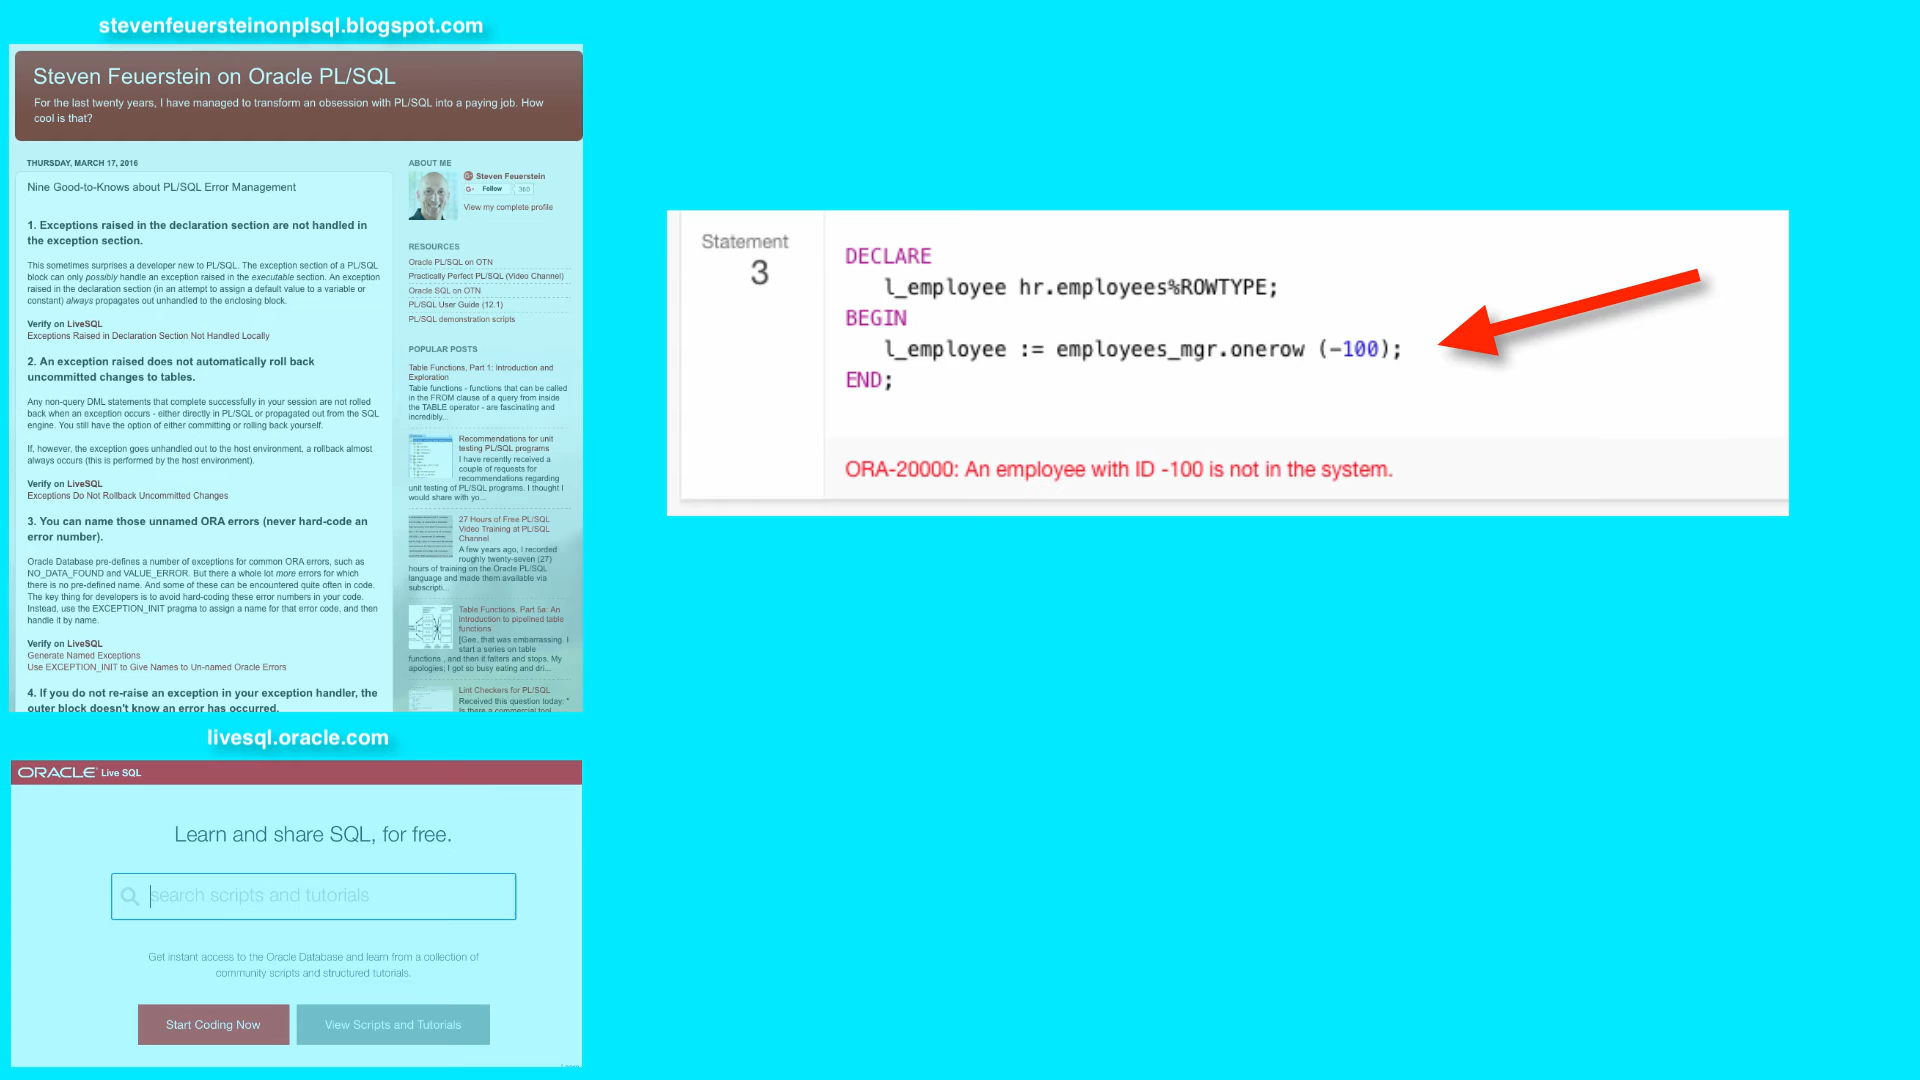 stevenfeuersteinonplsql.blogspot.com
Steven Feuerstein on Oracle PL/SQL
For the last twenty years, I have managed to transform an obsession with PL/SQL into a paying job. How
cool is that?
THURSDAY, MARCH 17, 2016
Nine Good-to-Knows about PL/SQL Error Management
1. Exceptions raised in the declaration section are not handled in
the exception section.
This sometimes surprises a developer new to PL/SQL. The exception section of a PL/SQL
block can only possibly handle an exception raised in the executable section. An exception
raised in the declaration section (in an attempt to assign a default value to a variable or
constant) always propagates out unhandled to the enclosing block.
Verify on LiveSQL
Exceptions Raised in Declaration Section Not Handled Locally
2. An exception raised does not automatically roll back
uncommitted changes to tables.
Any non-query DML statements that complete successfully in your session are not rolled
back when an exception occurs - either directly in PL/SQL or propagated out from the SQL
engine. You still have the option of either committing or rolling back yourself.
If, however, the exception goes unhandled out to the host environment, a rollback almost
always occurs (this is performed by the host environment).
Verify on LiveSQL
Exceptions Do Not Rollback Uncommitted Changes
3. You can name those unnamed ORA errors (never hard-code an
error number).
Oracle Database pre-defines a number of exceptions for common ORA errors, such as
NO_DATA_FOUND and VALUE_ERROR. But there a whole lot more errors for which
there is no pre-defined name. And some of these can be encountered quite often in code.
The key thing for developers is to avoid hard-coding these error numbers in your code.
Instead, use the EXCEPTION_INIT pragma to assign a name for that error code, and then
handle it by name.
Verify on LiveSQL
Generate Named Exceptions
Use EXCEPTION_INIT to Give Names to Un-named Oracle Errors
4. If you do not re-raise an exception in your exception handler, the
outer block doesn't know an error has occurred.
ABOUT ME
Steven Feuerstein
G+ Follow 360
View my complete profile
RESOURCES
Oracle PL/SQL on OTN
Practically Perfect PL/SQL (Video Channel)
Oracle SQL on OTN
PL/SQL User Guide (12.1)
PL/SQL demonstration scripts
POPULAR POSTS
Table Functions, Part 1: Introduction and
Exploration
Table functions - functions that can be called
in the FROM clause of a query from inside
the TABLE operator - are fascinating and
incredibly...
Recommendations for unit
testing PL/SQL programs
I have recently received a
couple of requests for
recommendations regarding
unit testing of PL/SQL programs. I thought I
would share with yo...
27 Hours of Free PL/SQL
Video Training at PL/SQL
Channel
A few years ago, I recorded
roughly twenty-seven (27)
hours of training on the Oracle PL/SQL
language and made them available via
subscripti...
Table Functions, Part 5a: An
Introduction to pipelined table
functions
[Gee, that was embarrassing. I
start a series on table
functions , and then it falters and stops. My
apologies; I got so busy eating and dri...
Lint Checkers for PL/SQL
Received this question today: "
Is there a commercial tool
livesql.oracle.com
ORACLE Live SQL
Learn and share SQL, for free.
search scripts and tutorials
Get instant access to the Oracle Database and learn from a collection of
community scripts and structured tutorials.
Start Coding Now
View Scripts and Tutorials
Statement
3
DECLARE
l_employee hr.employees%ROWTYPE;
BEGIN
l_employee := employees_mgr.onerow (-100);
END;
ORA-20000: An employee with ID -100 is not in the system.